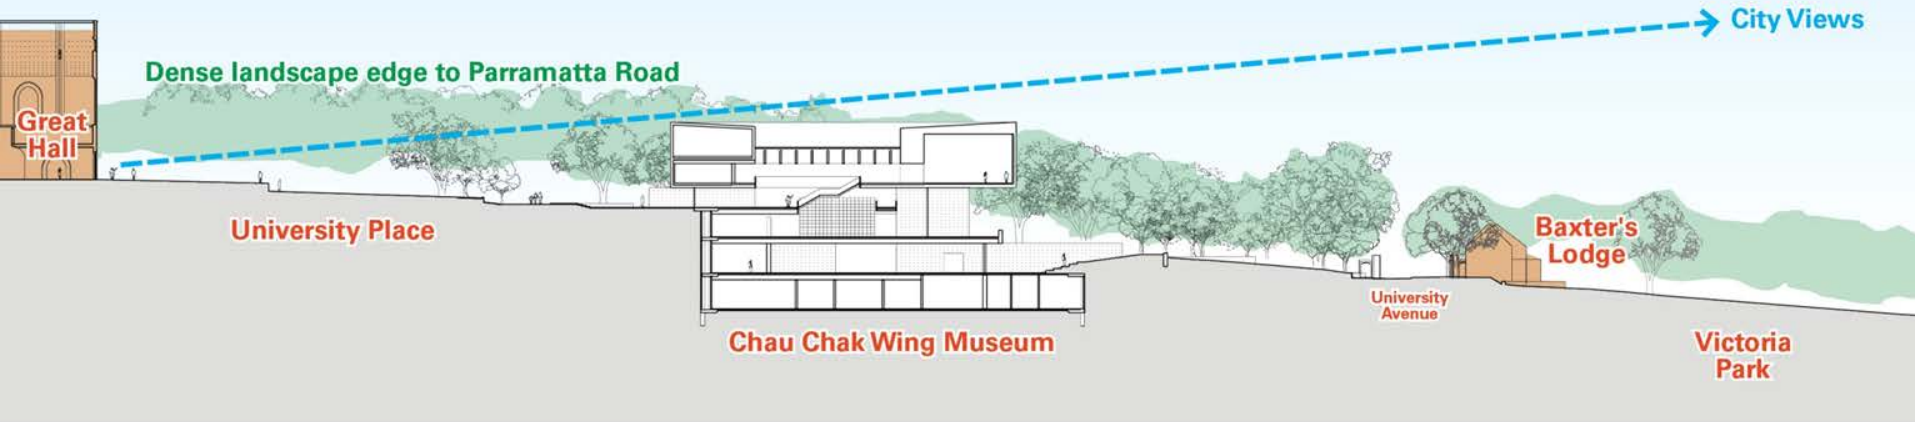 City Views
Dense landscape edge to Parramatta Road
Great
Hall
University Place
Chau Chak Wing Museum
University
Avenue
Baxter's
Lodge
Victoria
Park